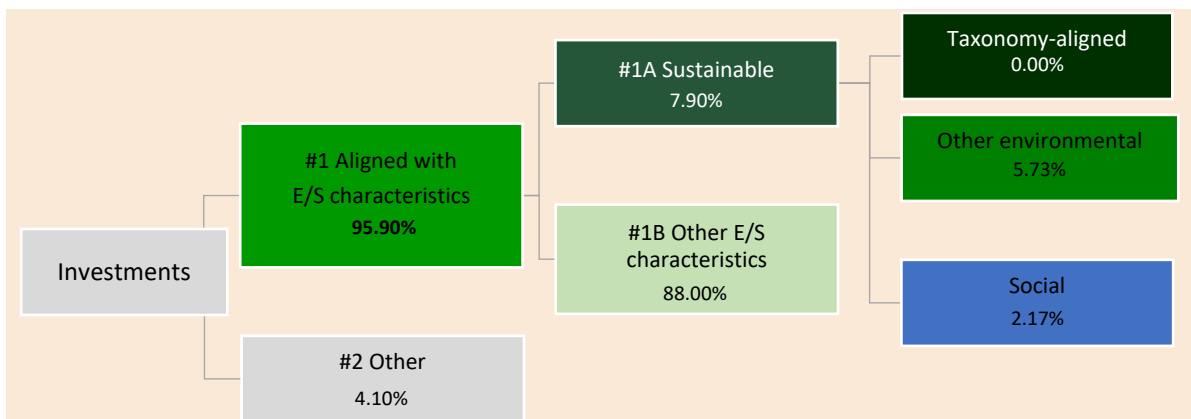 Investments
#1 Aligned with
E/S characteristics
95.90%
#2 Other
4.10%
#1A Sustainable
7.90%
#1B Other E/S
characteristics
88.00%
Taxonomy-aligned
0.00%
Other environmental
5.73%
Social
2.17%